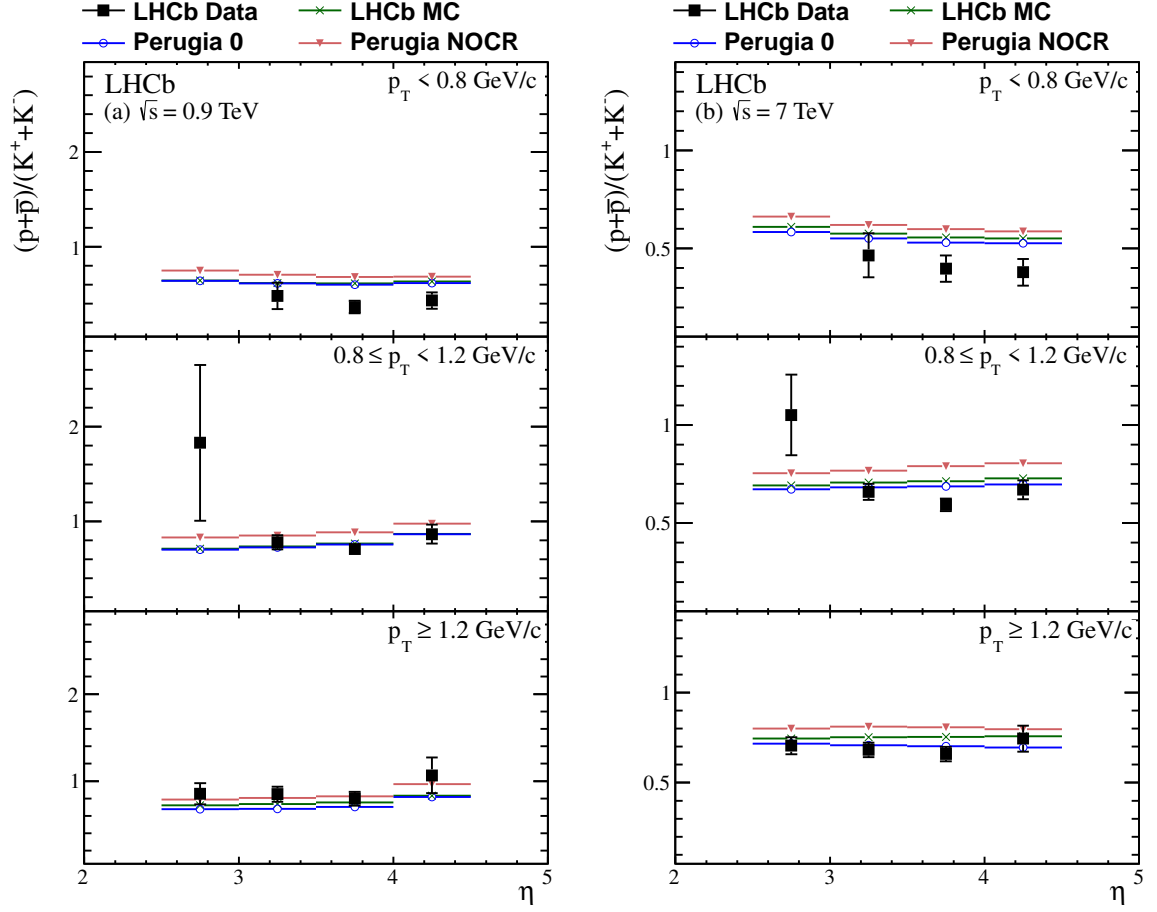 LHCb Data
LHCb MC
Perugia 0
Perugia NOCR
LHCb
p_T < 0.8 GeV/c
(a) √s = 0.9 TeV
(p+p̅)/(K⁺+K⁻)
2
1
0.8 ≤ p_T < 1.2 GeV/c
2
1
p_T ≥ 1.2 GeV/c
2
1
2 3 4 5
η
LHCb Data
LHCb MC
Perugia 0
Perugia NOCR
LHCb
p_T < 0.8 GeV/c
(b) √s = 7 TeV
(p+p̅)/(K⁺+K⁻)
1
0.5
0.8 ≤ p_T < 1.2 GeV/c
1
0.5
p_T ≥ 1.2 GeV/c
1
0.5
2 3 4 5
η